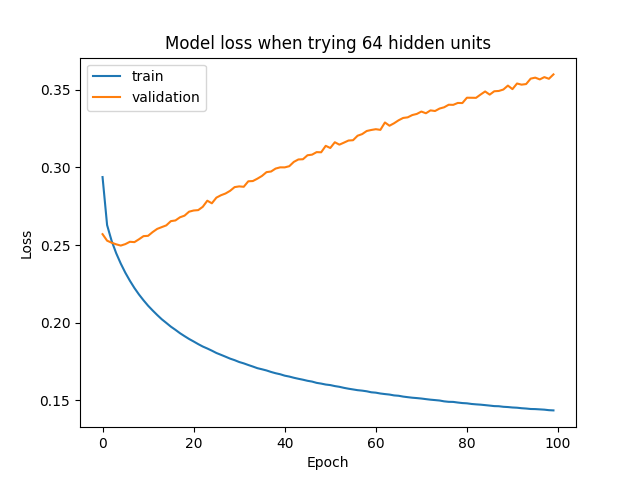 Model loss when trying 64 hidden units
train
validation
0.35
0.30
0.25
0.20
0.15
Loss
0 20 40 60 80 100
Epoch